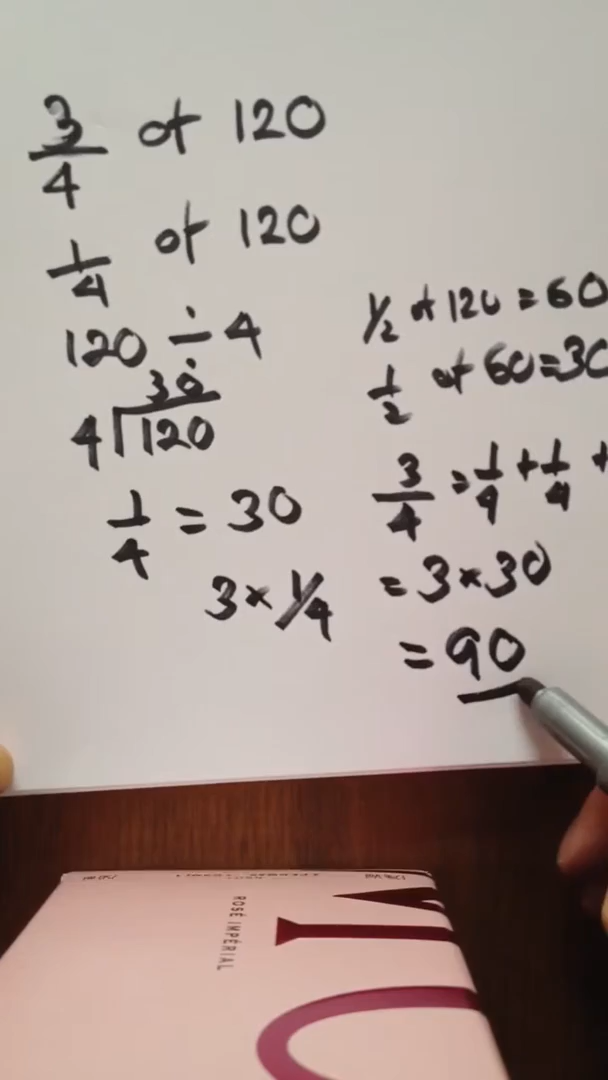 3/4 of 120
1/4 of 120
120 ÷ 4
30
4√120
1/4 = 30
3 × 1/4
1/2 of 120 = 60
1/2 of 60 = 30
3/4 = 1/4 + 1/4 +
= 3 × 30
= 90
ROSÉ IMPÉRIAL